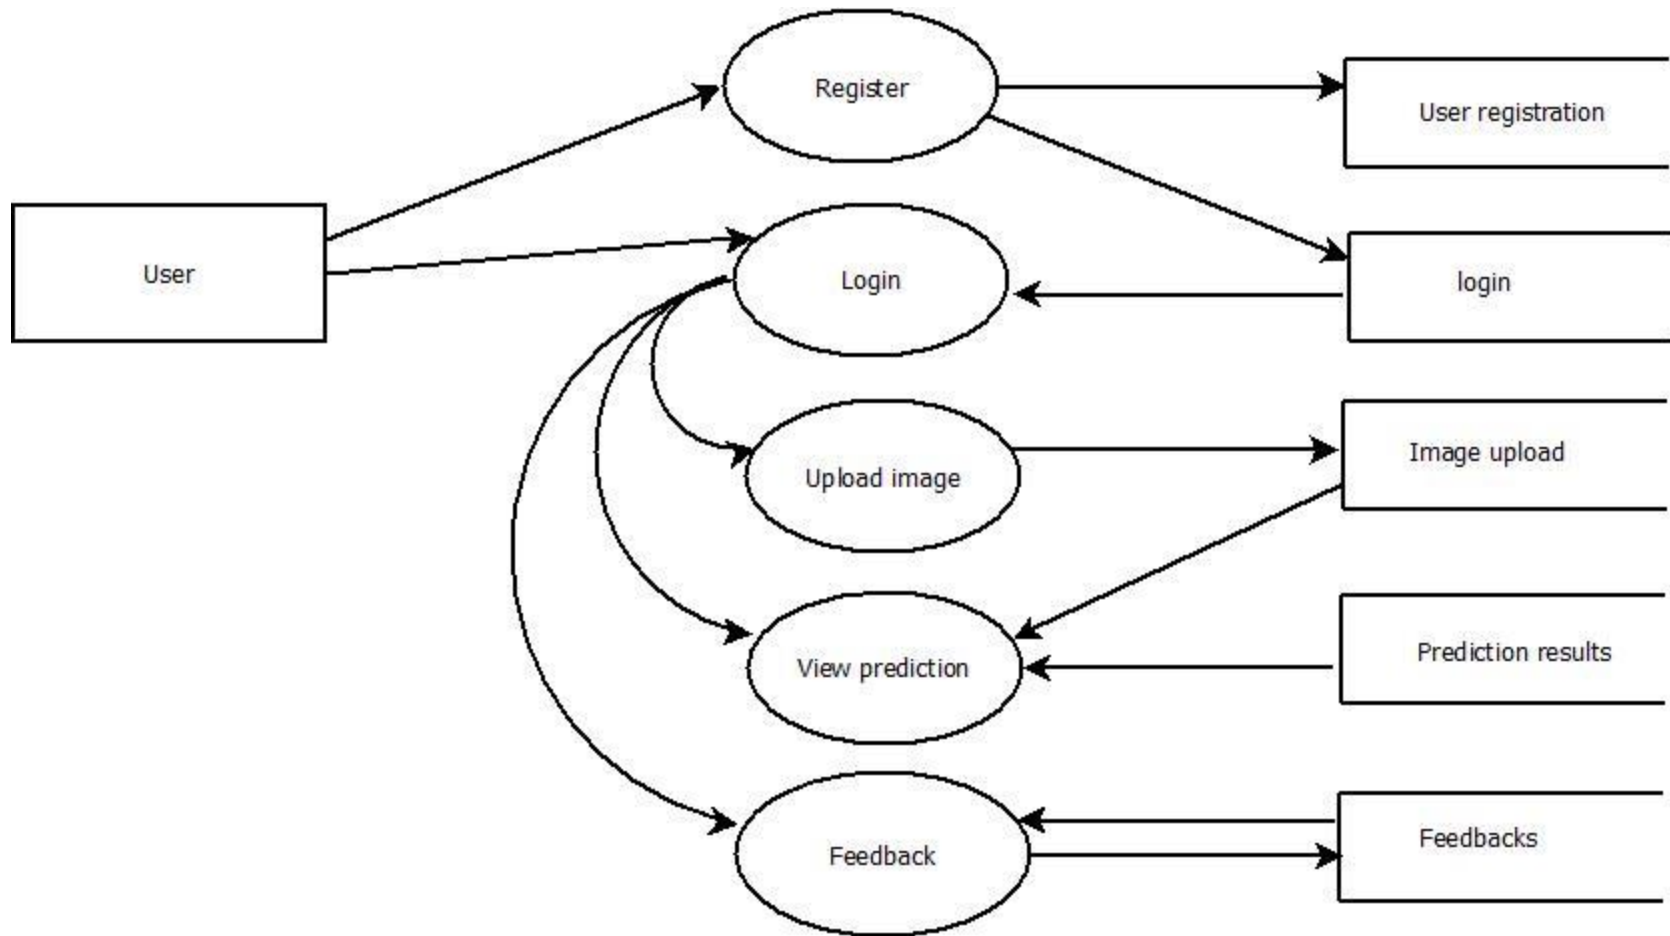 Register
User registration
User
Login
login
Upload image
Image upload
View prediction
Prediction results
Feedback
Feedbacks